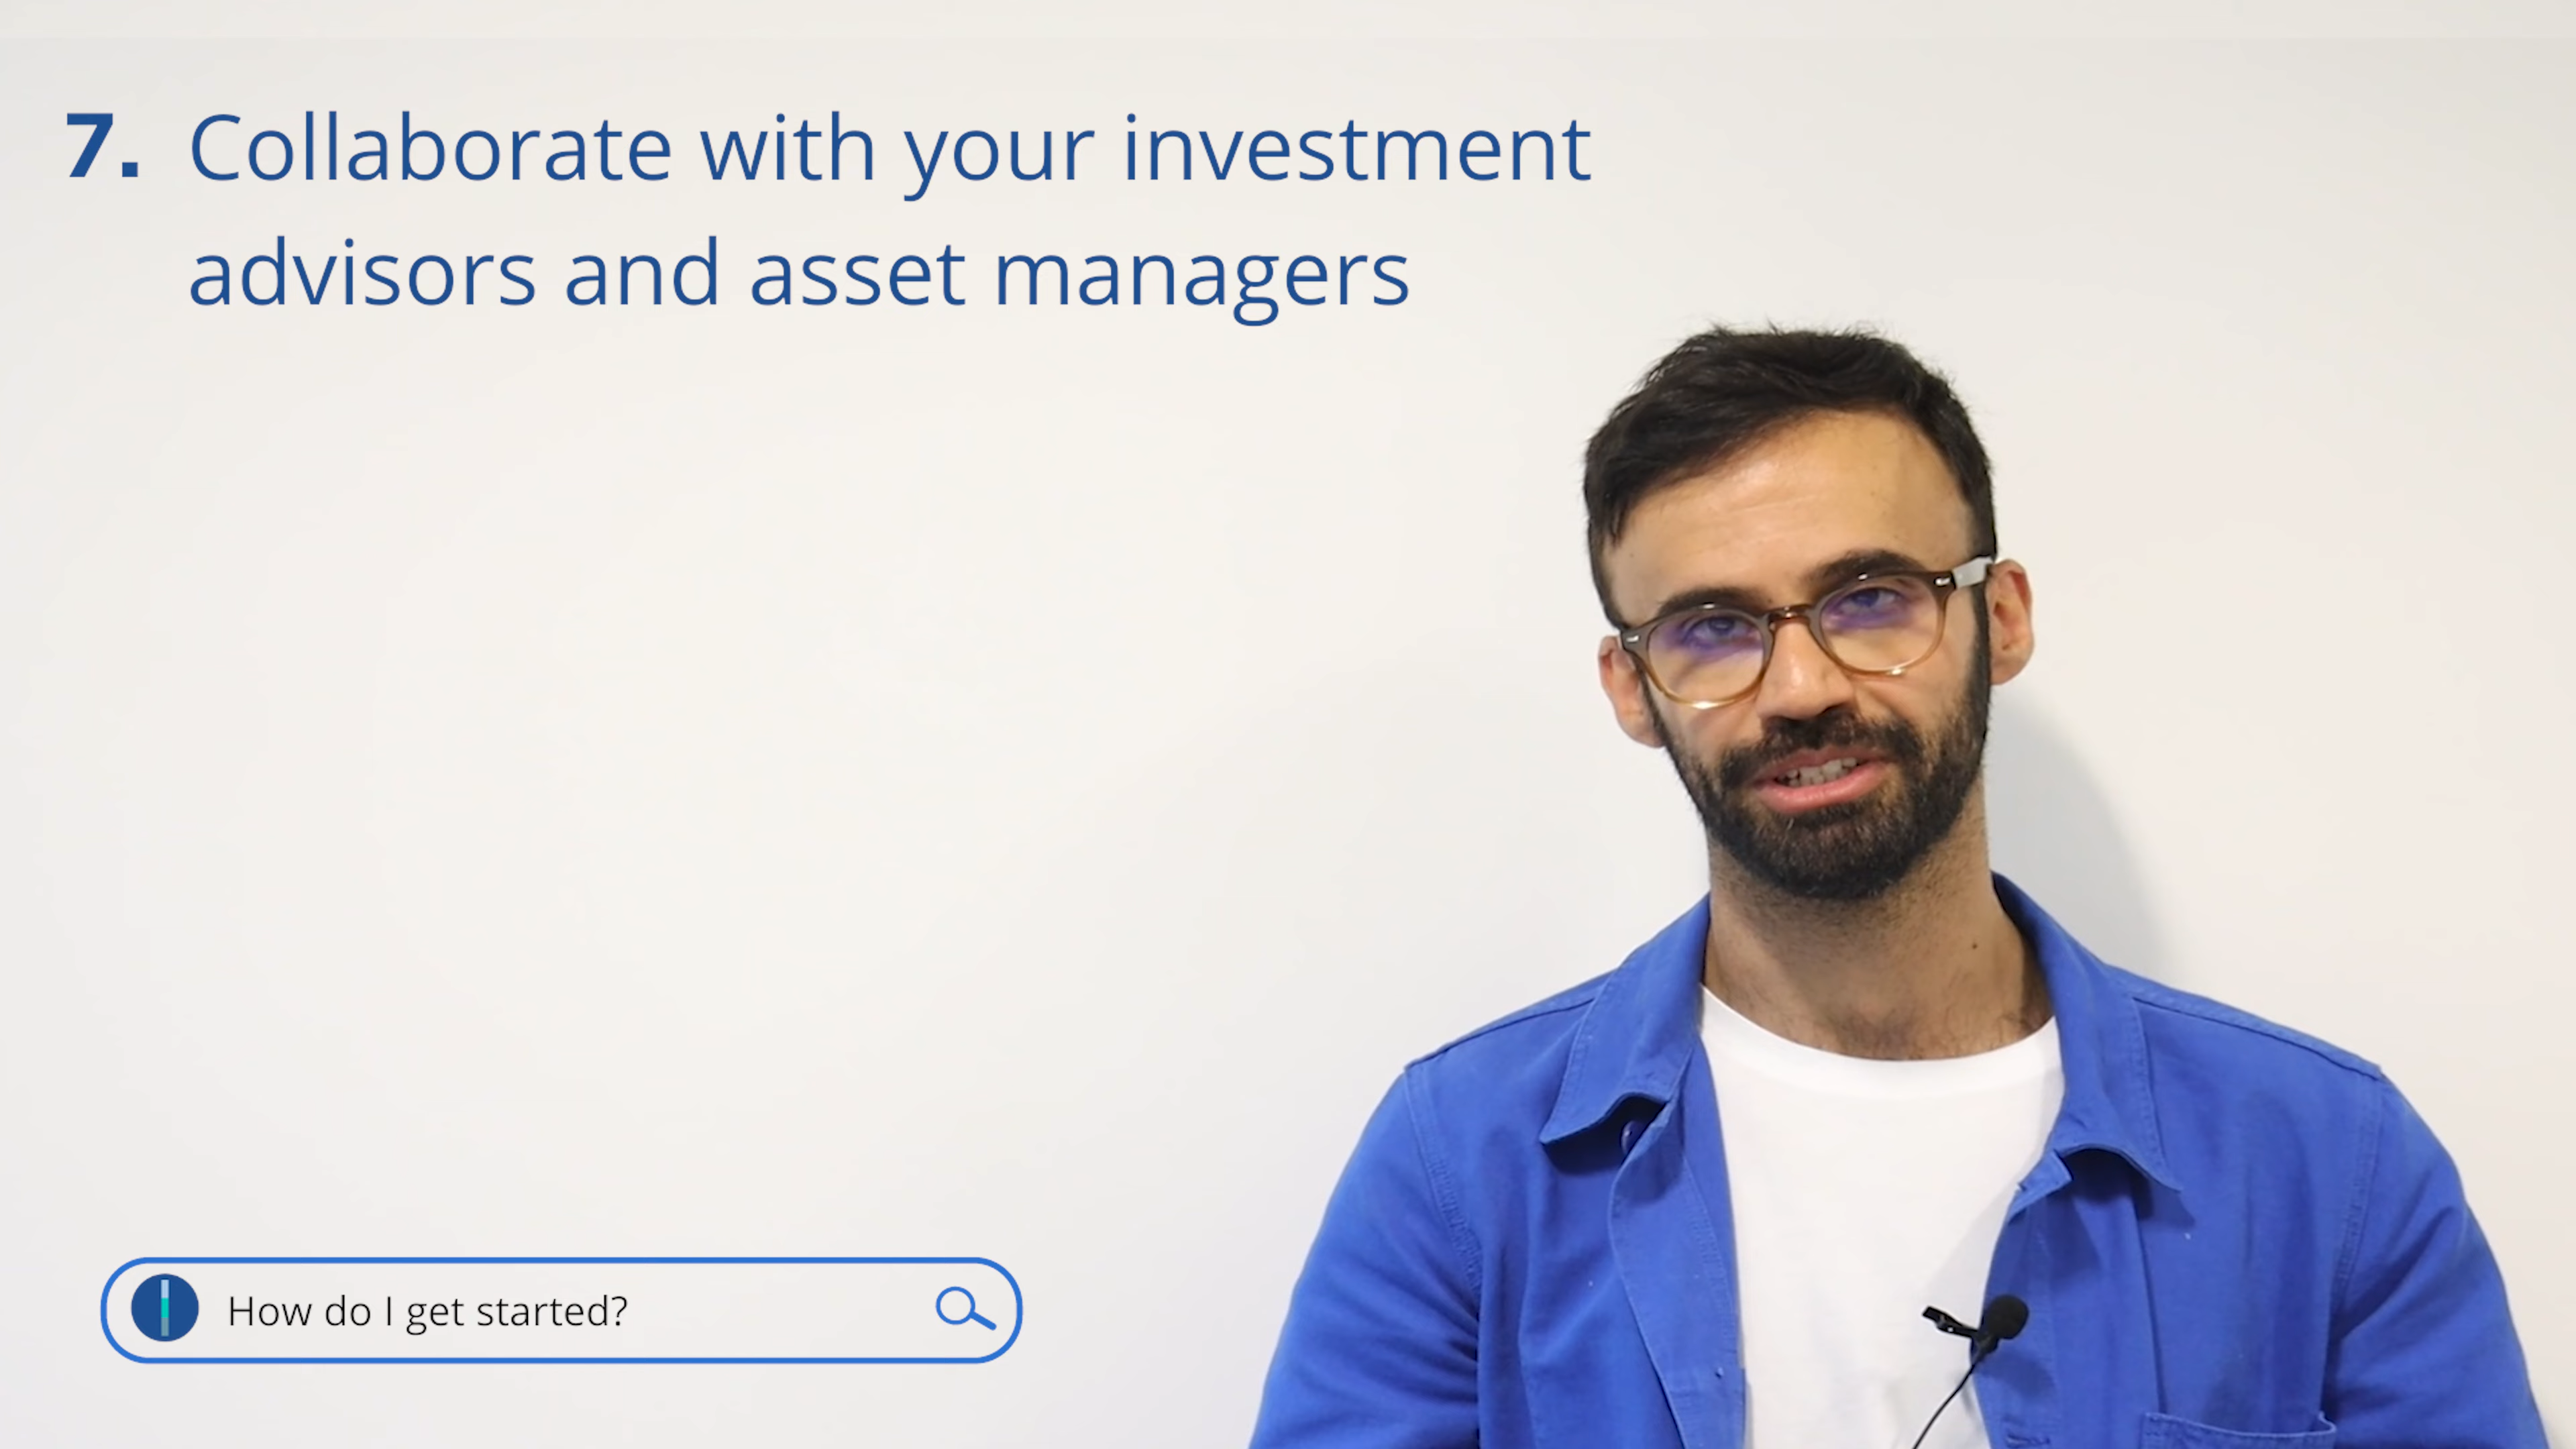 7. Collaborate with your investment
advisors and asset managers
How do I get started?